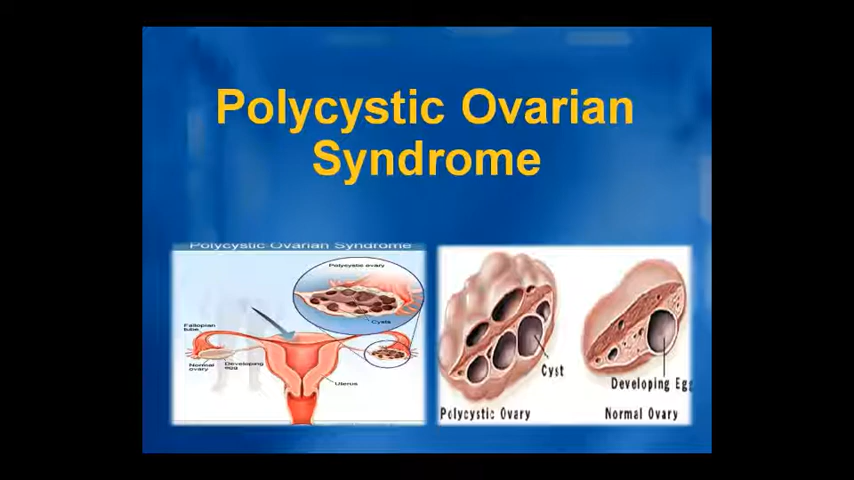 Polycystic Ovarian
Syndrome
Polycystic Ovarian Syndrome
Polycystic ovary
Cysts
Fallopian
tube
Normal
ovary
Developing
egg
Uterus
Cyst
Polycystic Ovary
Developing Egg
Normal Ovary